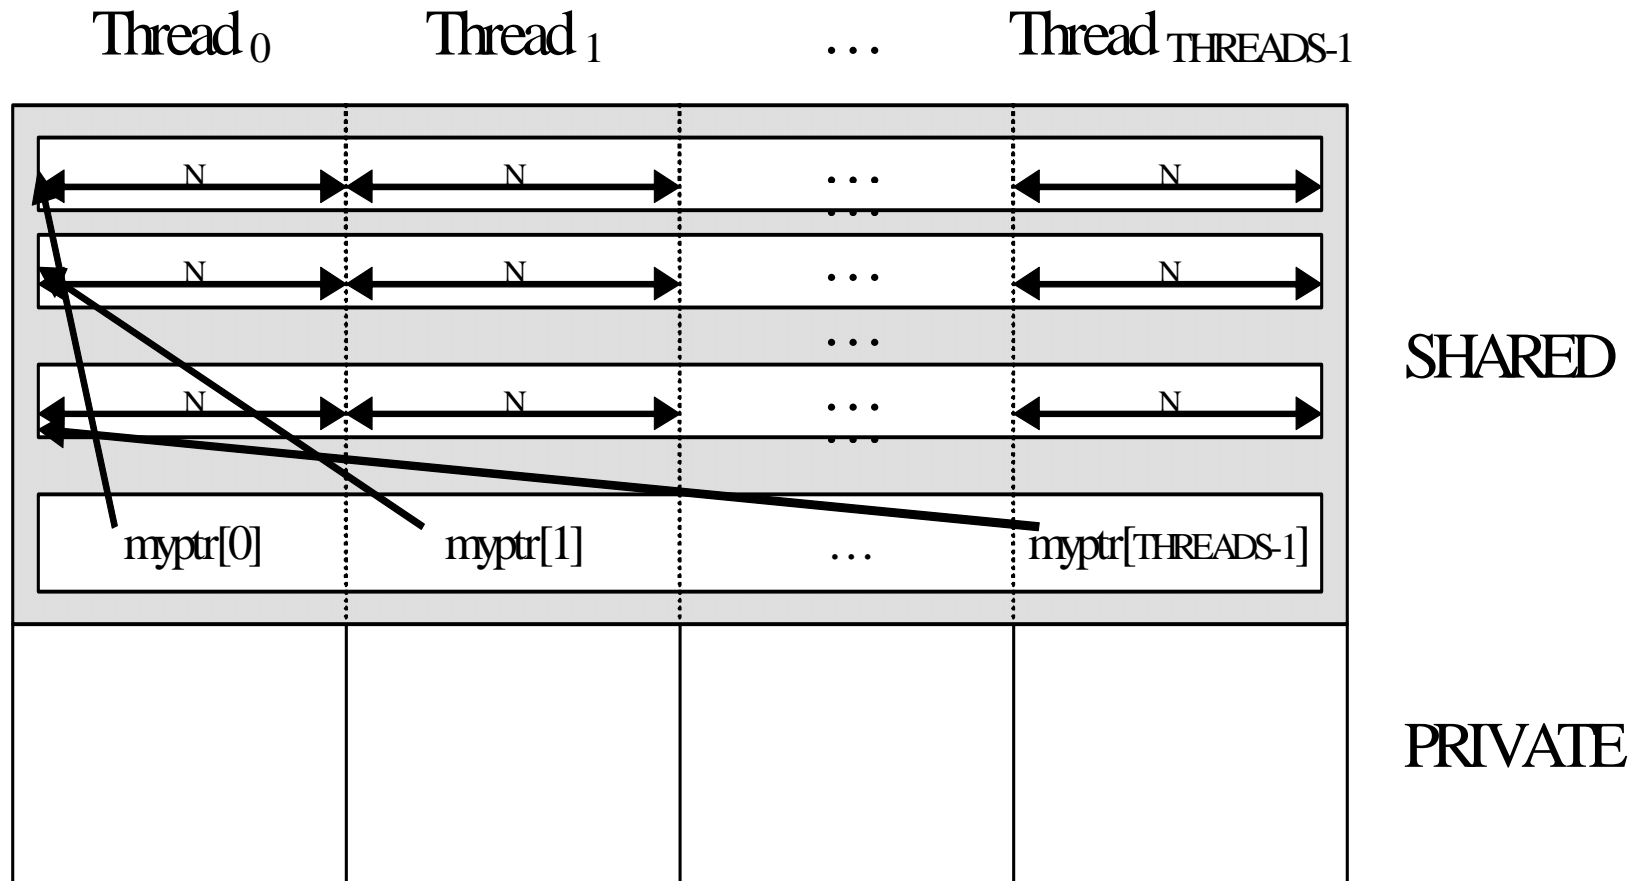 Thread 0 Thread 1 ... Thread THREADS-1
N N ... N
...
N N ... N
...
SHARED
N N ... N
...
myptr[0] myptr[1] ... myptr[THREADS-1]
PRIVATE